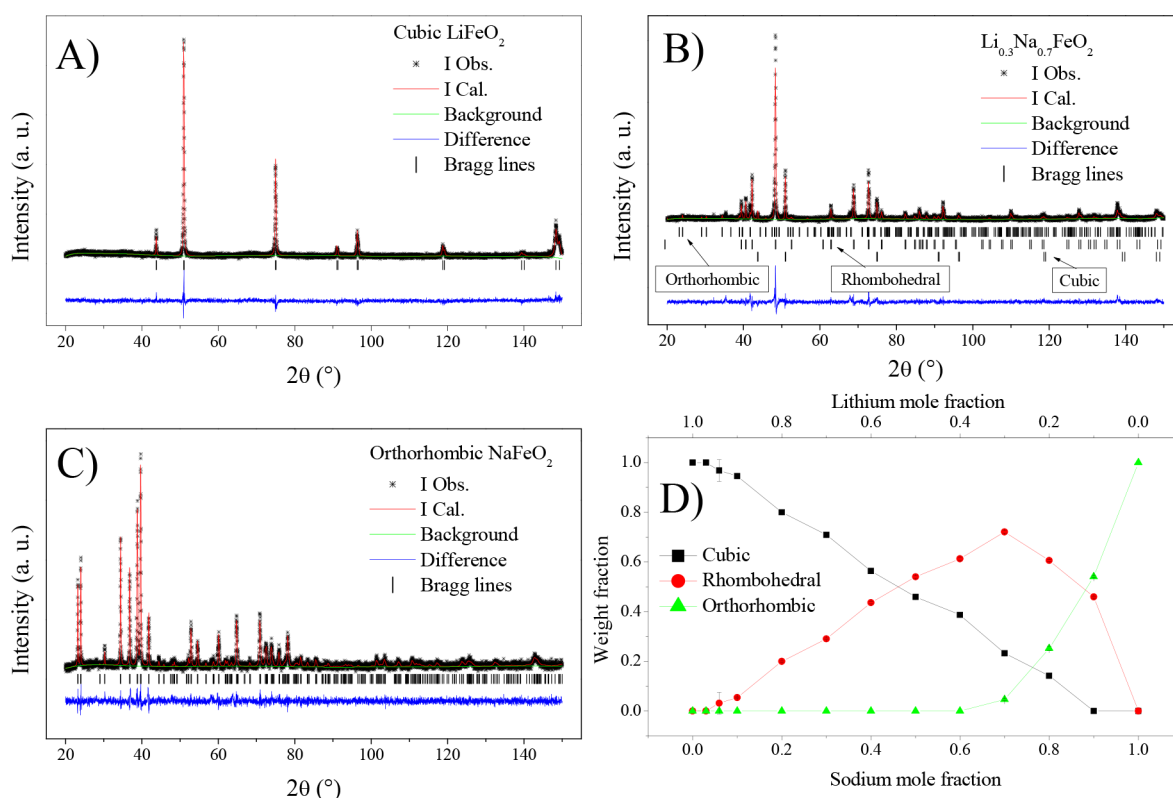 A)
Cubic LiFeO₂
I Obs.
I Cal.
Background
Difference
Bragg lines
Intensity (a. u.)
20 40 60 80 100 120 140
2θ (°)
B)
Li₀.₃Na₀.₇FeO₂
I Obs.
I Cal.
Background
Difference
Bragg lines
Orthorhombic
Rhombohedral
Cubic
Intensity (a. u.)
20 40 60 80 100 120 140
2θ (°)
C)
Orthorhombic NaFeO₂
I Obs.
I Cal.
Background
Difference
Bragg lines
Intensity (a. u.)
20 40 60 80 100 120 140
2θ (°)
Lithium mole fraction
1.0 0.8 0.6 0.4 0.2 0.0
D)
Cubic
Rhombohedral
Orthorhombic
Weight fraction
1.0
0.8
0.6
0.4
0.2
0.0
0.0 0.2 0.4 0.6 0.8 1.0
Sodium mole fraction